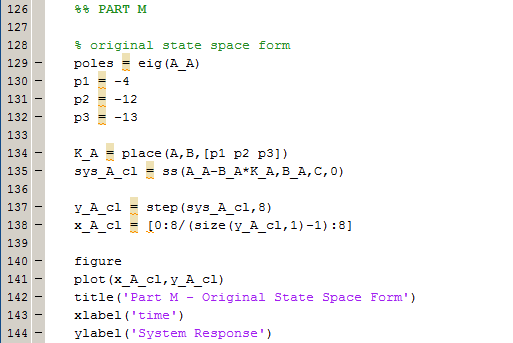 126 %% PART M
127
128 % original state space form
129 – poles = eig(A_A)
130 – p1 = -4
131 – p2 = -12
132 – p3 = -13
133
134 – K_A = place(A,B,[p1 p2 p3])
135 – sys_A_cl = ss(A_A-B_A*K_A,B_A,C,0)
136
137 – y_A_cl = step(sys_A_cl,8)
138 – x_A_cl = [0:8/(size(y_A_cl,1)-1):8]
139
140 – figure
141 – plot(x_A_cl,y_A_cl)
142 – title('Part M - Original State Space Form')
143 – xlabel('time')
144 – ylabel('System Response')